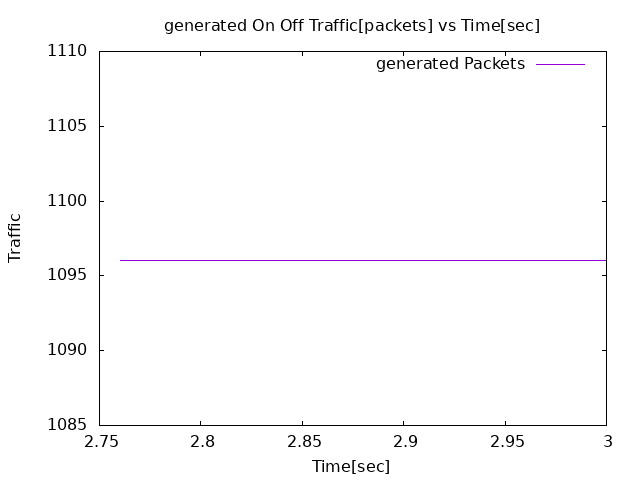 generated On Off Traffic[packets] vs Time[sec]
generated Packets
1110
1105
1100
1095
1090
1085
Traffic
2.75 2.8 2.85 2.9 2.95 3
Time[sec]